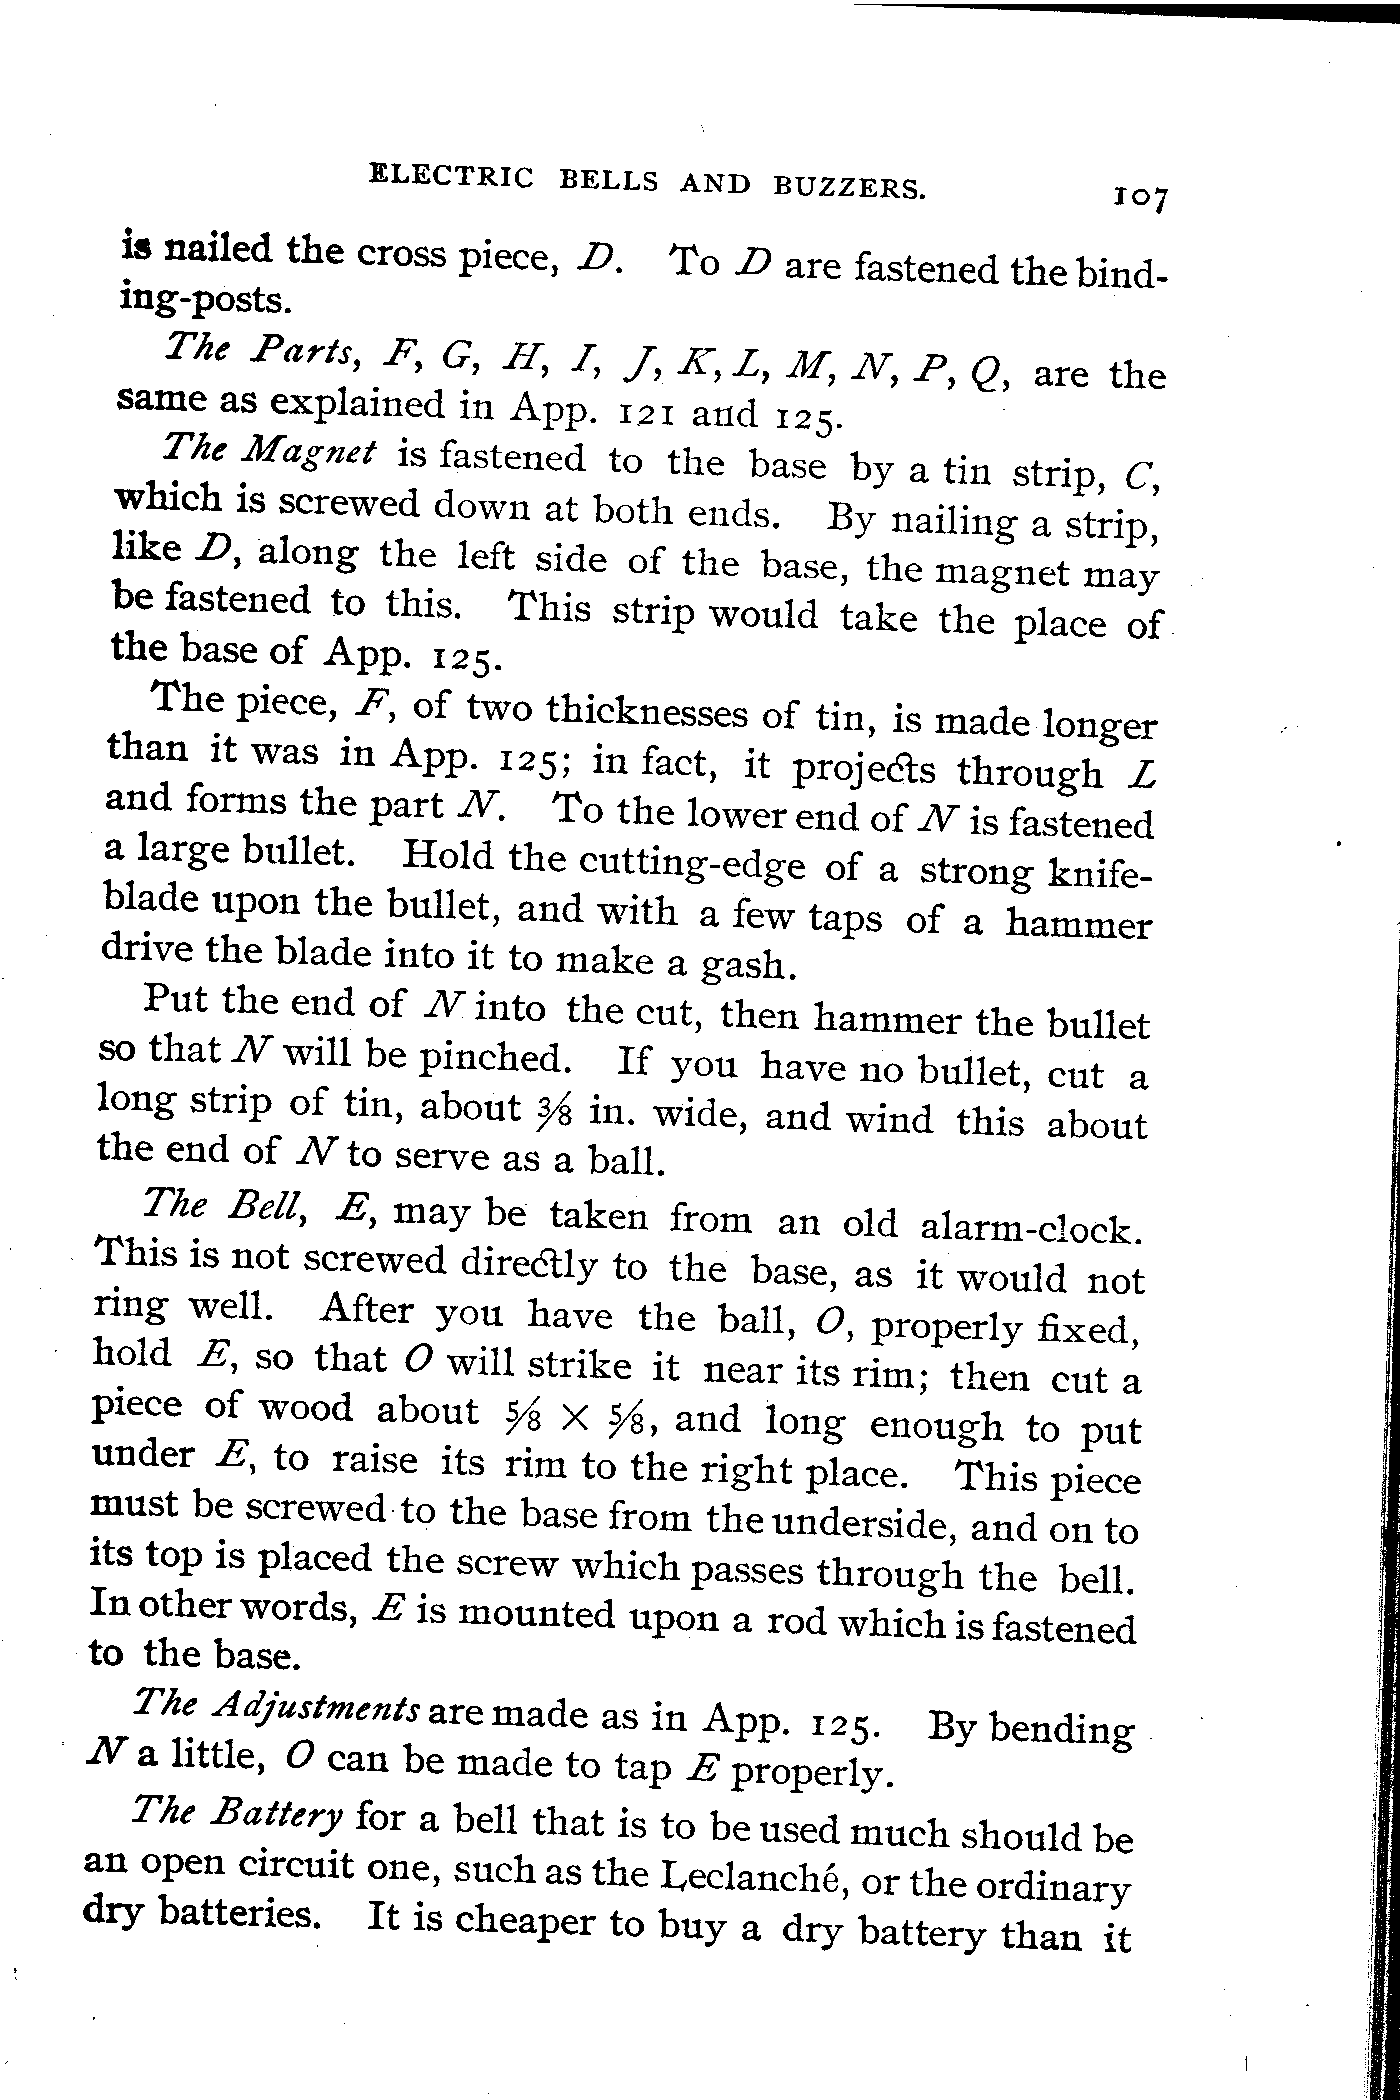 ELECTRIC BELLS AND BUZZERS. 107
is nailed the cross piece, D. To D are fastened the bind-
ing-posts.
The Parts, F, G, H, I, J, K, L, M, N, P, Q, are the
same as explained in App. 121 and 125.
The Magnet is fastened to the base by a tin strip, C,
which is screwed down at both ends. By nailing a strip,
like D, along the left side of the base, the magnet may
be fastened to this. This strip would take the place of
the base of App. 125.
The piece, F, of two thicknesses of tin, is made longer
than it was in App. 125; in fact, it projects through L
and forms the part N. To the lower end of N is fastened
a large bullet. Hold the cutting-edge of a strong knife-
blade upon the bullet, and with a few taps of a hammer
drive the blade into it to make a gash.
Put the end of N into the cut, then hammer the bullet
so that N will be pinched. If you have no bullet, cut a
long strip of tin, about ⅜ in. wide, and wind this about
the end of N to serve as a ball.
The Bell, E, may be taken from an old alarm-clock.
This is not screwed directly to the base, as it would not
ring well. After you have the ball, O, properly fixed,
hold E, so that O will strike it near its rim; then cut a
piece of wood about ⅝ × ⅝, and long enough to put
under E, to raise its rim to the right place. This piece
must be screwed to the base from the underside, and on to
its top is placed the screw which passes through the bell.
In other words, E is mounted upon a rod which is fastened
to the base.
The Adjustments are made as in App. 125. By bending
N a little, O can be made to tap E properly.
The Battery for a bell that is to be used much should be
an open circuit one, such as the Leclanché, or the ordinary
dry batteries. It is cheaper to buy a dry battery than it